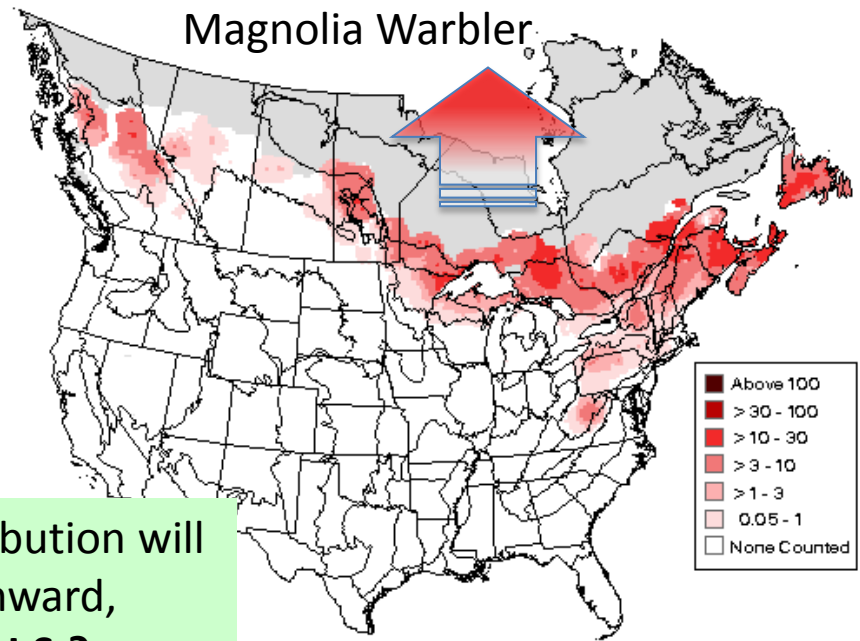 Magnolia Warbler
Above 100
> 30 - 100
> 10 - 30
> 3 - 10
> 1 - 3
0.05 - 1
None Counted
bution will
nward,